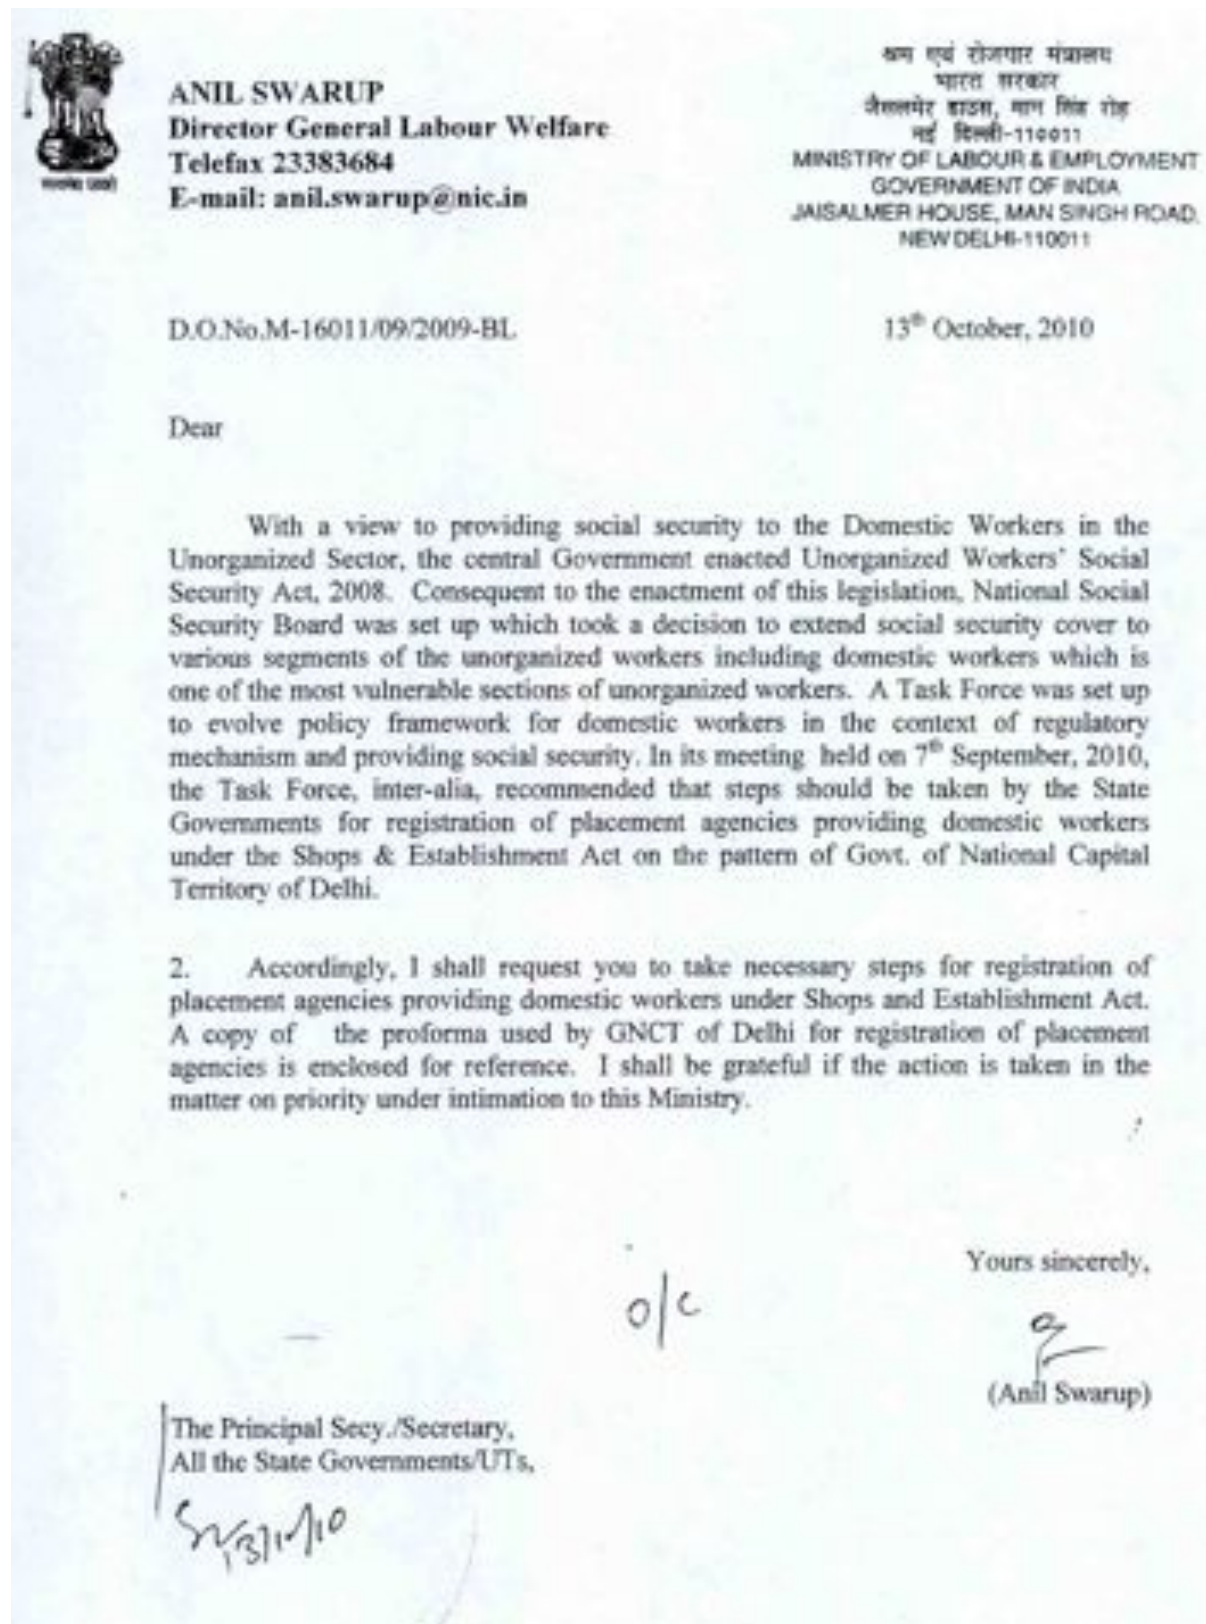 ANIL SWARUP
Director General Labour Welfare
Telefax 23383684
E-mail: anil.swarup@nic.in
श्रम एवं रोजगार मंत्रालय
भारत सरकार
जैसलमेर हाउस, मान सिंह रोड
नई दिल्ली-110011
MINISTRY OF LABOUR & EMPLOYMENT
GOVERNMENT OF INDIA
JAISALMER HOUSE, MAN SINGH ROAD,
NEW DELHI-110011
D.O.No.M-16011/09/2009-BL
13th October, 2010
Dear
With a view to providing social security to the Domestic Workers in the
Unorganized Sector, the central Government enacted Unorganized Workers' Social
Security Act, 2008. Consequent to the enactment of this legislation, National Social
Security Board was set up which took a decision to extend social security cover to
various segments of the unorganized workers including domestic workers which is
one of the most vulnerable sections of unorganized workers. A Task Force was set up
to evolve policy framework for domestic workers in the context of regulatory
mechanism and providing social security. In its meeting held on 7th September, 2010,
the Task Force, inter-alia, recommended that steps should be taken by the State
Governments for registration of placement agencies providing domestic workers
under the Shops & Establishment Act on the pattern of Govt. of National Capital
Territory of Delhi.
2. Accordingly, I shall request you to take necessary steps for registration of
placement agencies providing domestic workers under Shops and Establishment Act.
A copy of the proforma used by GNCT of Delhi for registration of placement
agencies is enclosed for reference. I shall be grateful if the action is taken in the
matter on priority under intimation to this Ministry.
Yours sincerely,
o/c
(Anil Swarup)
The Principal Secy./Secretary,
All the State Governments/UTs,
13/10/10